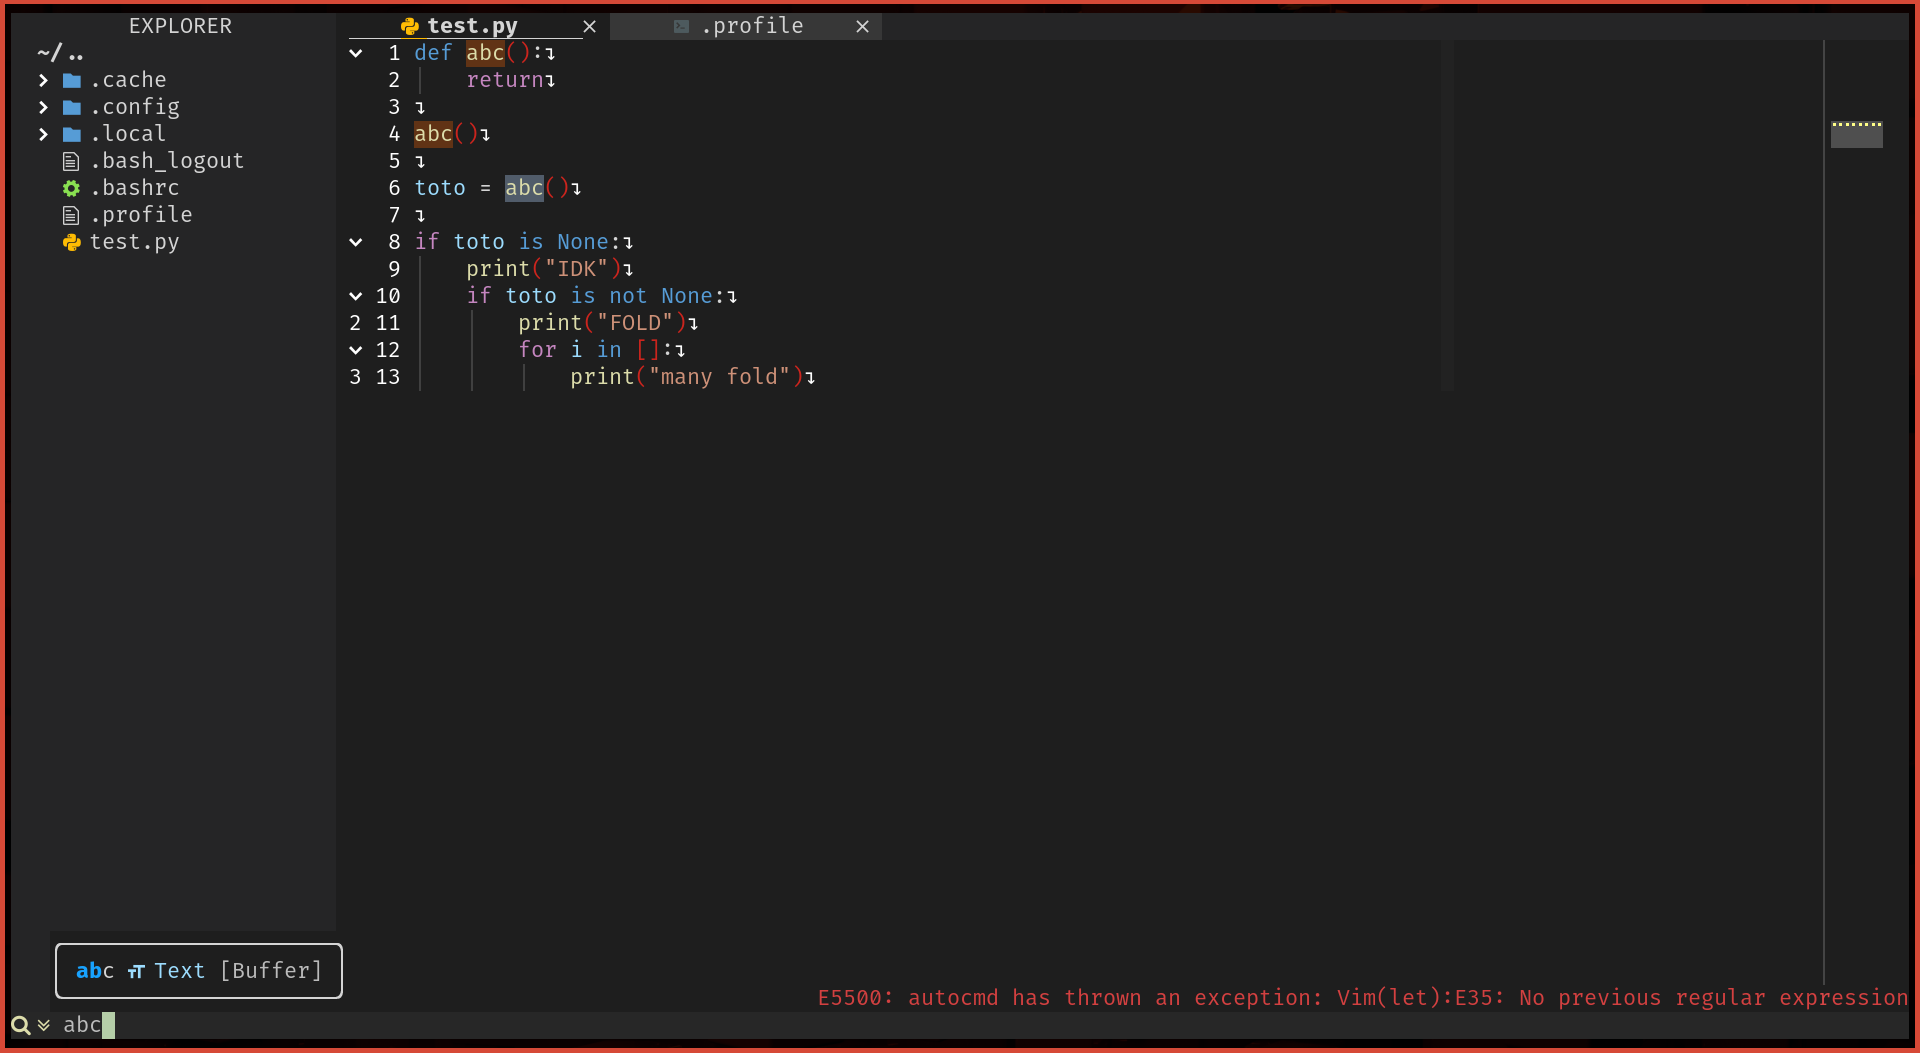 EXPLORER
~/..
.cache
.config
.local
.bash_logout
.bashrc
.profile
test.py
test.py × .profile ×
1 def abc():↴
2 return↴
3 ↴
4 abc()↴
5 ↴
6 toto = abc()↴
7 ↴
8 if toto is None:↴
9 print("IDK")↴
10 if toto is not None:↴
2 11 print("FOLD")↴
12 for i in []:↴
3 13 print("many fold")↴
abc Text [Buffer]
E5500: autocmd has thrown an exception: Vim(let):E35: No previous regular expression
abc